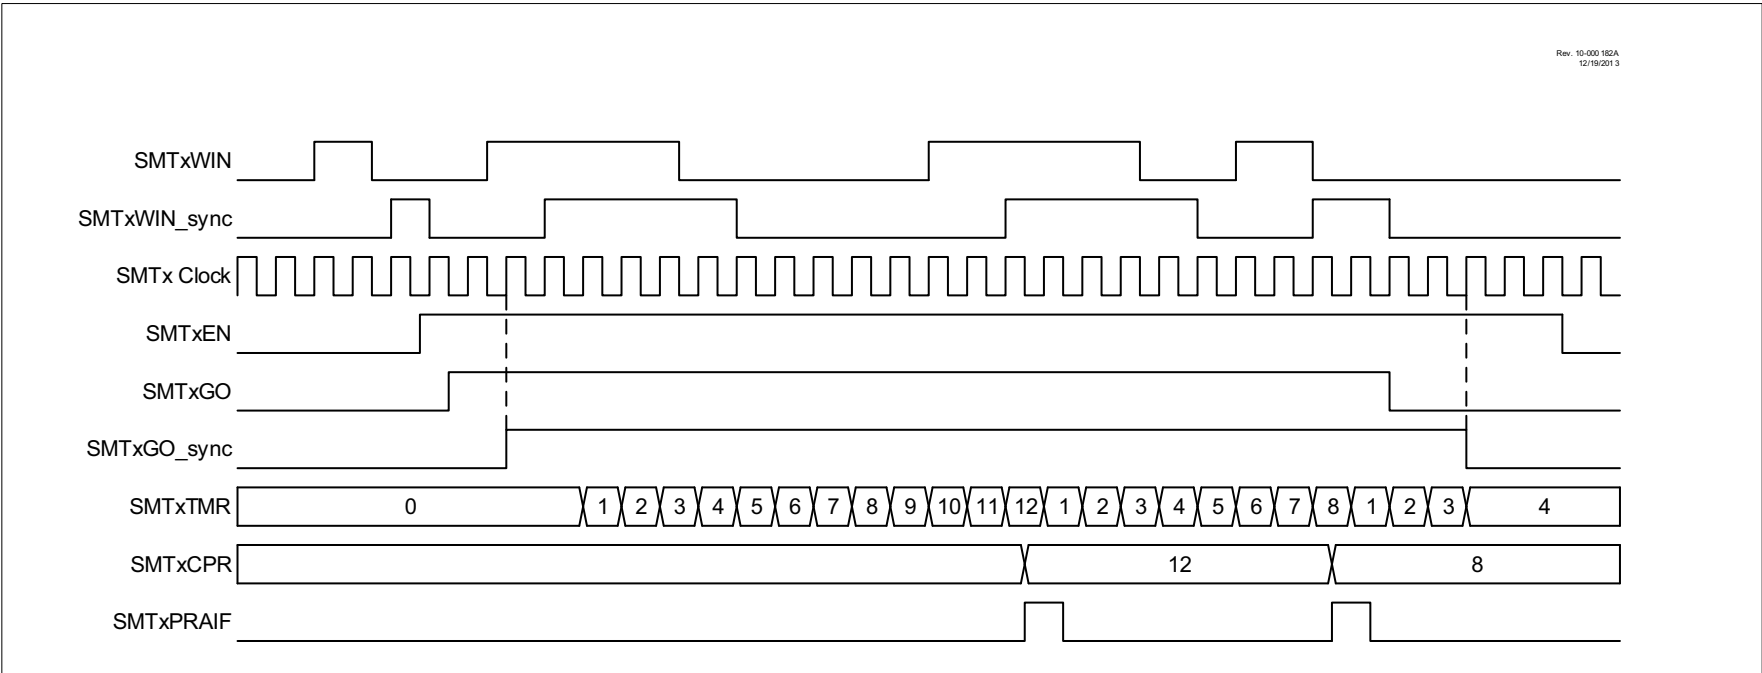 Rev. 10-000 182A
12/19/201 3
SMTxWIN
SMTxWIN_sync
SMTx Clock
SMTxEN
SMTxGO
SMTxGO_sync
SMTxTMR 0 1 2 3 4 5 6 7 8 9 10 11 12 1 2 3 4 5 6 7 8 1 2 3 4
SMTxCPR 12 8
SMTxPRAIF